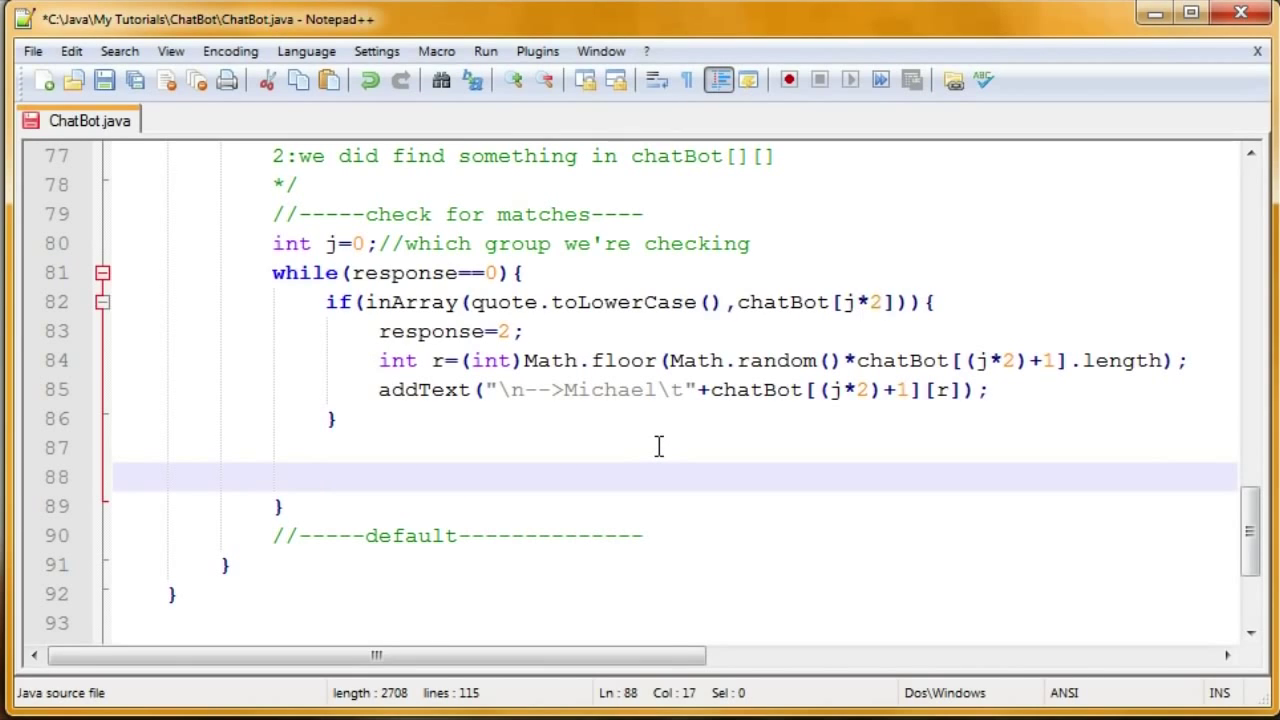 *C:\Java\My Tutorials\ChatBot\ChatBot.java - Notepad++
File Edit Search View Encoding Language Settings Macro Run Plugins Window ? X
ChatBot.java
77 2:we did find something in chatBot[][]
78 */
79 //-----check for matches----
80 int j=0;//which group we're checking
81 while(response==0){
82 if(inArray(quote.toLowerCase(),chatBot[j*2])){
83 response=2;
84 int r=(int)Math.floor(Math.random()*chatBot[(j*2)+1].length);
85 addText("\n-->Michael\t"+chatBot[(j*2)+1][r]);
86 }
87
88
89 }
90 //-----default--------------
91 }
92 }
93
Java source file length : 2708 lines : 115 Ln : 88 Col : 17 Sel : 0 Dos\Windows ANSI INS